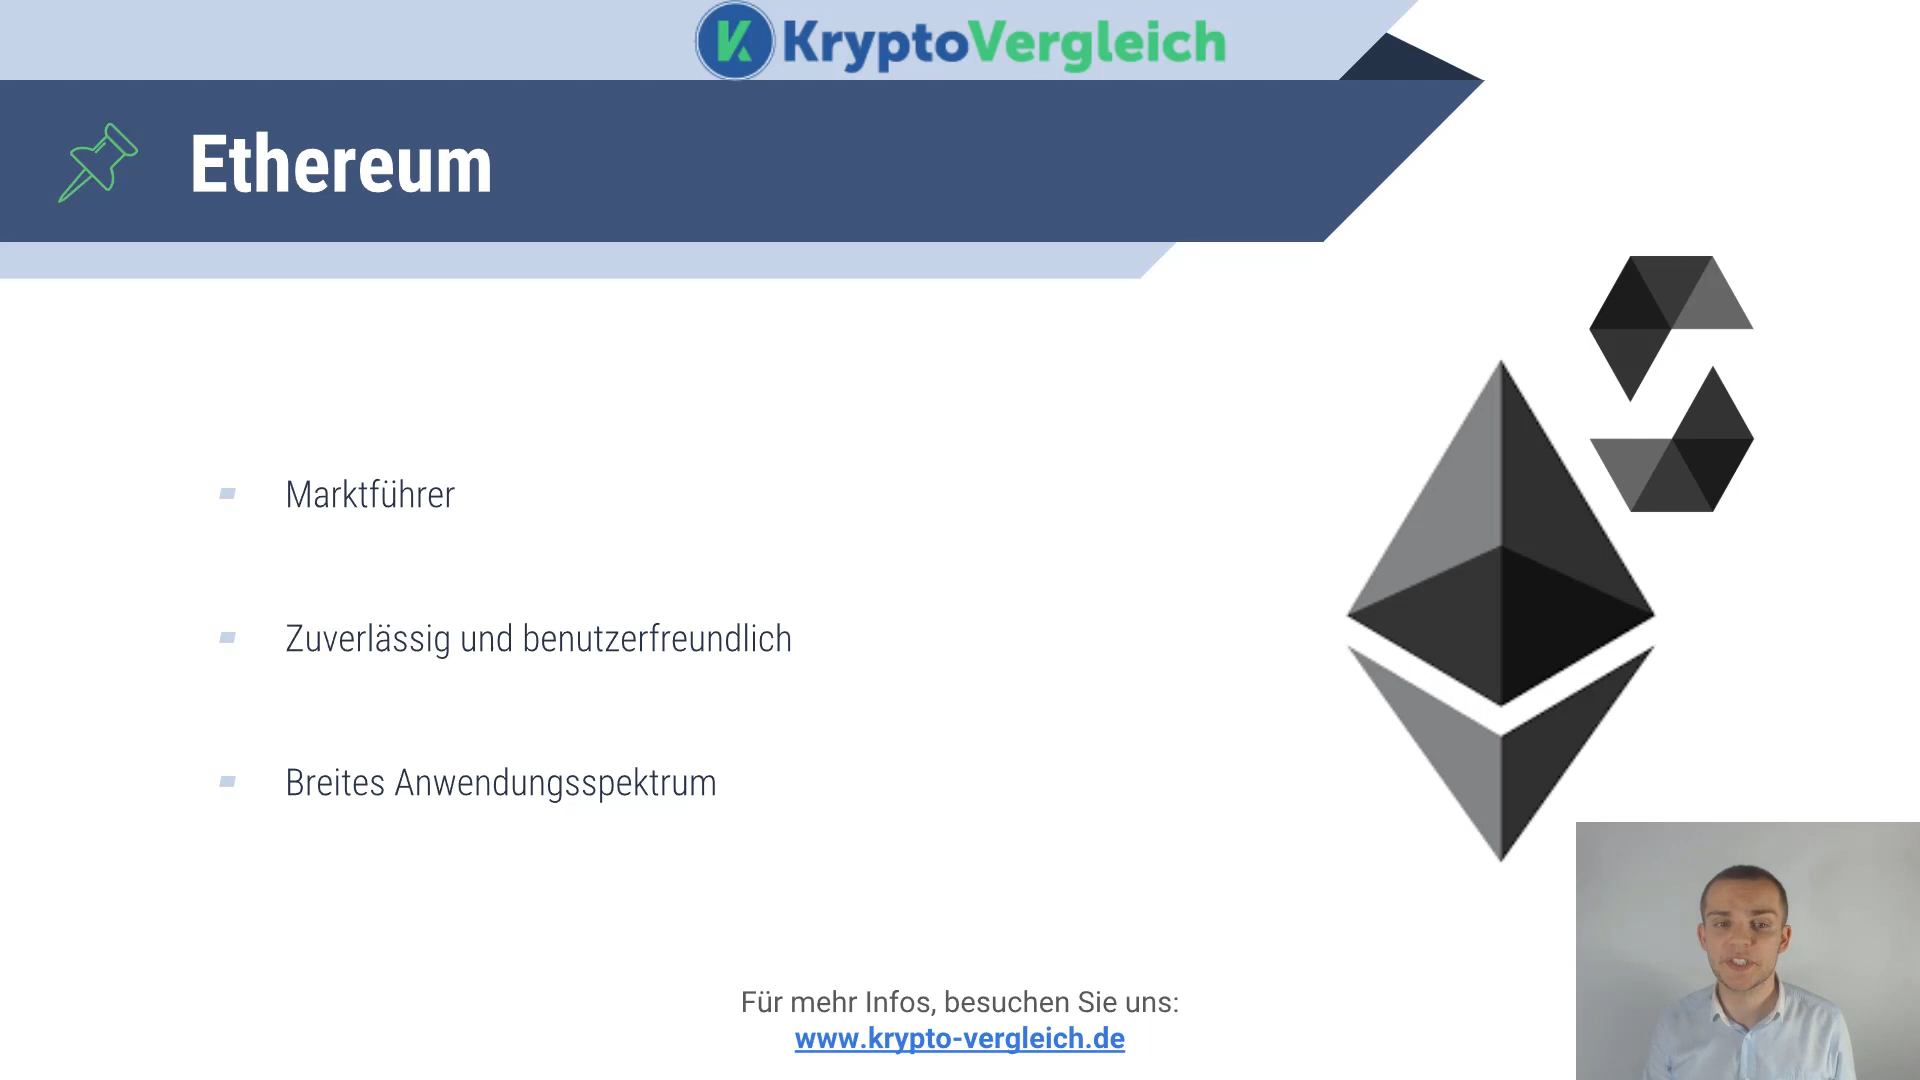 KryptoVergleich
Ethereum
Marktführer
Zuverlässig und benutzerfreundlich
Breites Anwendungsspektrum
Für mehr Infos, besuchen Sie uns:
www.krypto-vergleich.de